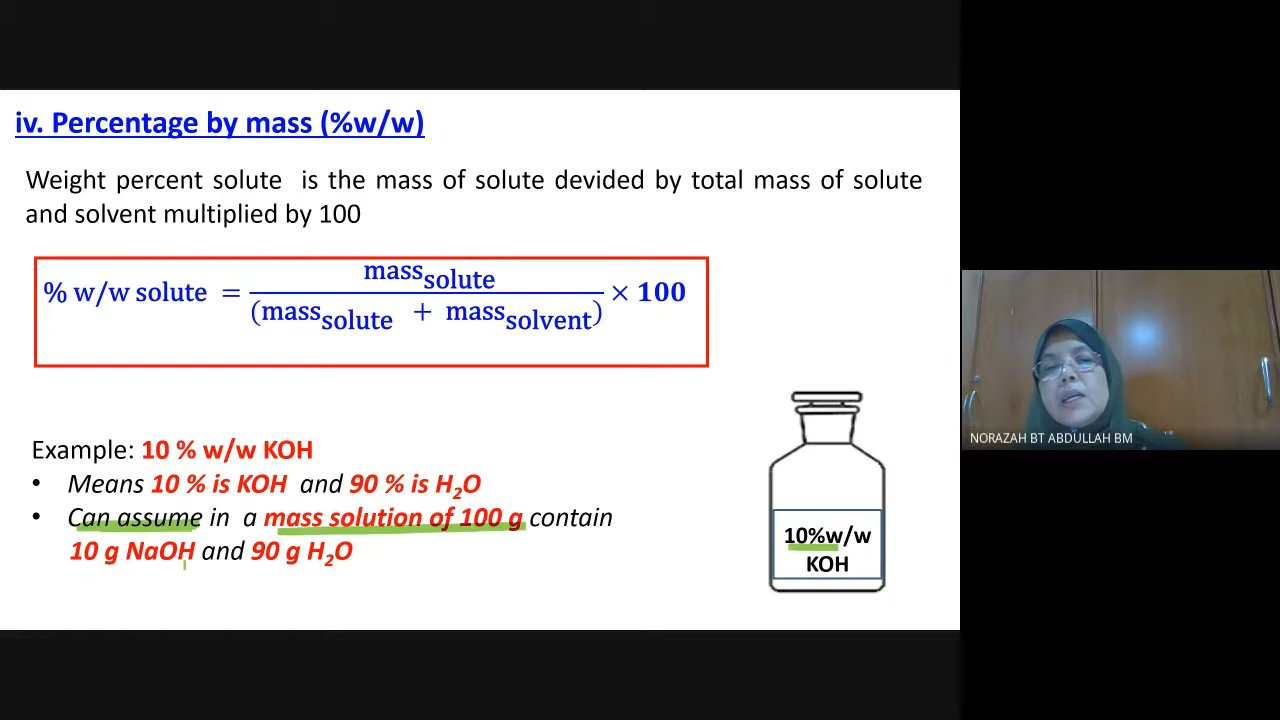 iv. Percentage by mass (%w/w)
Weight percent solute is the mass of solute devided by total mass of solute
and solvent multiplied by 100
% w/w solute = mass solute / (mass solute + mass solvent) × 100
Example: 10 % w/w KOH
• Means 10 % is KOH and 90 % is H₂O
• Can assume in a mass solution of 100 g contain
10 g NaOH and 90 g H₂O
10%w/w
KOH
NORAZAH BT ABDULLAH BM